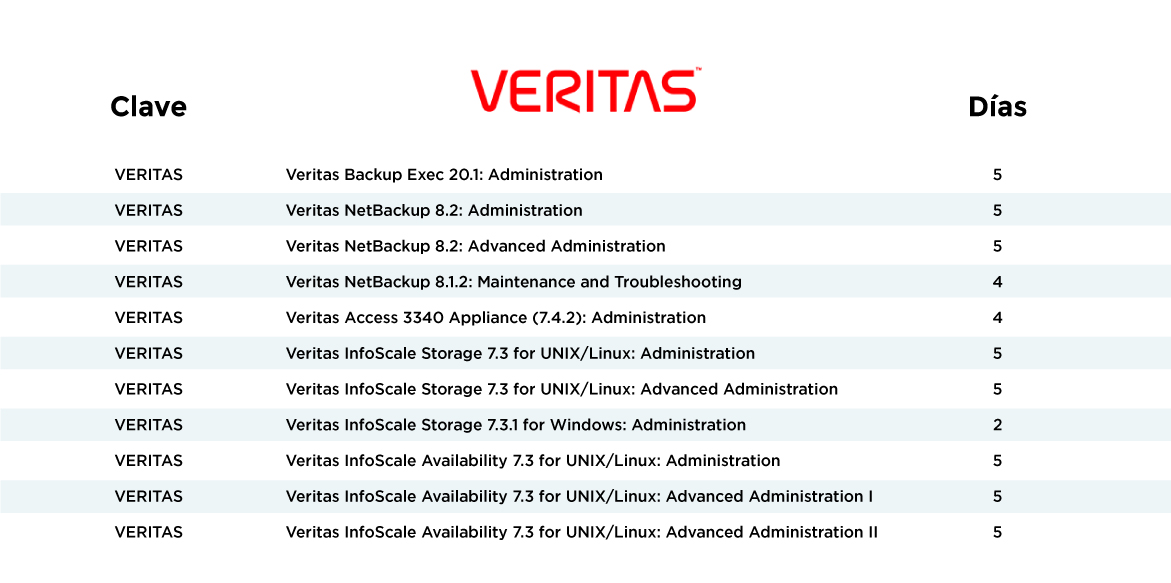 Clave VERITAS™ Días
VERITAS Veritas Backup Exec 20.1: Administration 5
VERITAS Veritas NetBackup 8.2: Administration 5
VERITAS Veritas NetBackup 8.2: Advanced Administration 5
VERITAS Veritas NetBackup 8.1.2: Maintenance and Troubleshooting 4
VERITAS Veritas Access 3340 Appliance (7.4.2): Administration 4
VERITAS Veritas InfoScale Storage 7.3 for UNIX/Linux: Administration 5
VERITAS Veritas InfoScale Storage 7.3 for UNIX/Linux: Advanced Administration 5
VERITAS Veritas InfoScale Storage 7.3.1 for Windows: Administration 2
VERITAS Veritas InfoScale Availability 7.3 for UNIX/Linux: Administration 5
VERITAS Veritas InfoScale Availability 7.3 for UNIX/Linux: Advanced Administration I 5
VERITAS Veritas InfoScale Availability 7.3 for UNIX/Linux: Advanced Administration II 5